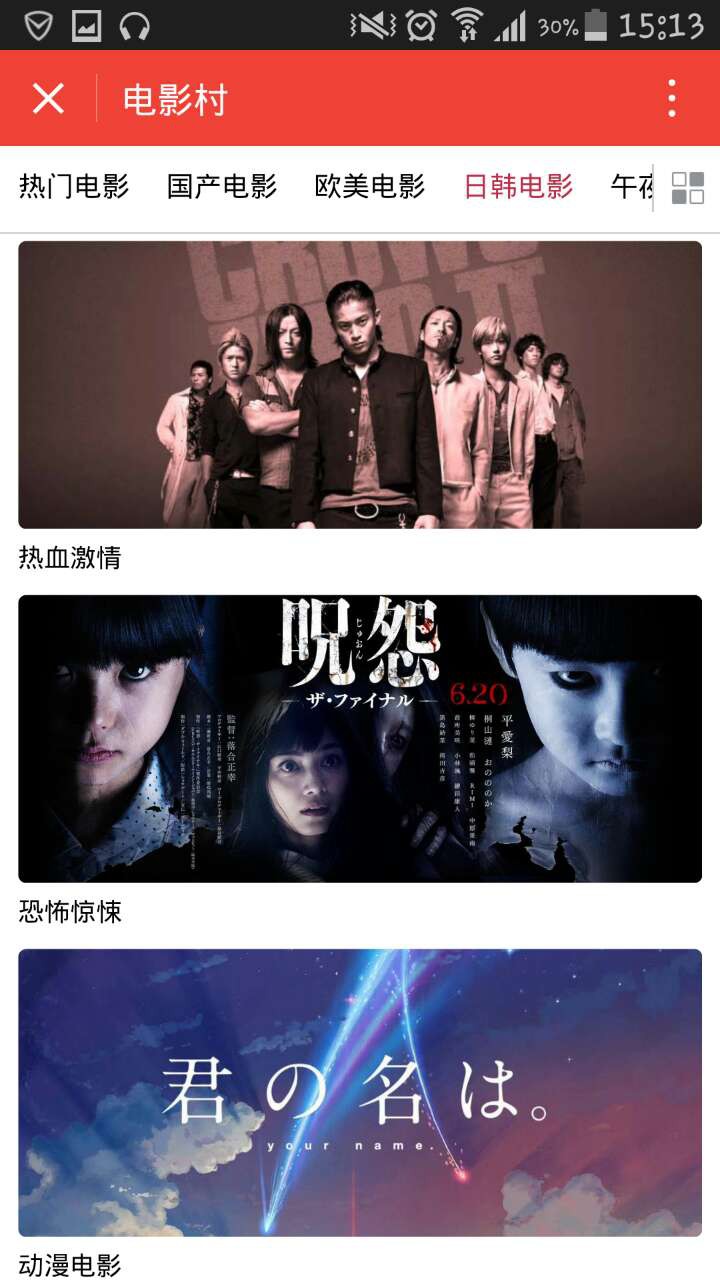 30% 15:13
电影村
热门电影 国产电影 欧美电影 日韩电影 午夜
CROWS
热血激情
呪怨
じゅおん
ザ・ファイナル
6.20
平愛梨
桐山漣 おのののか
監督:落合正幸
恐怖惊悚
君の名は。
your name.
动漫电影